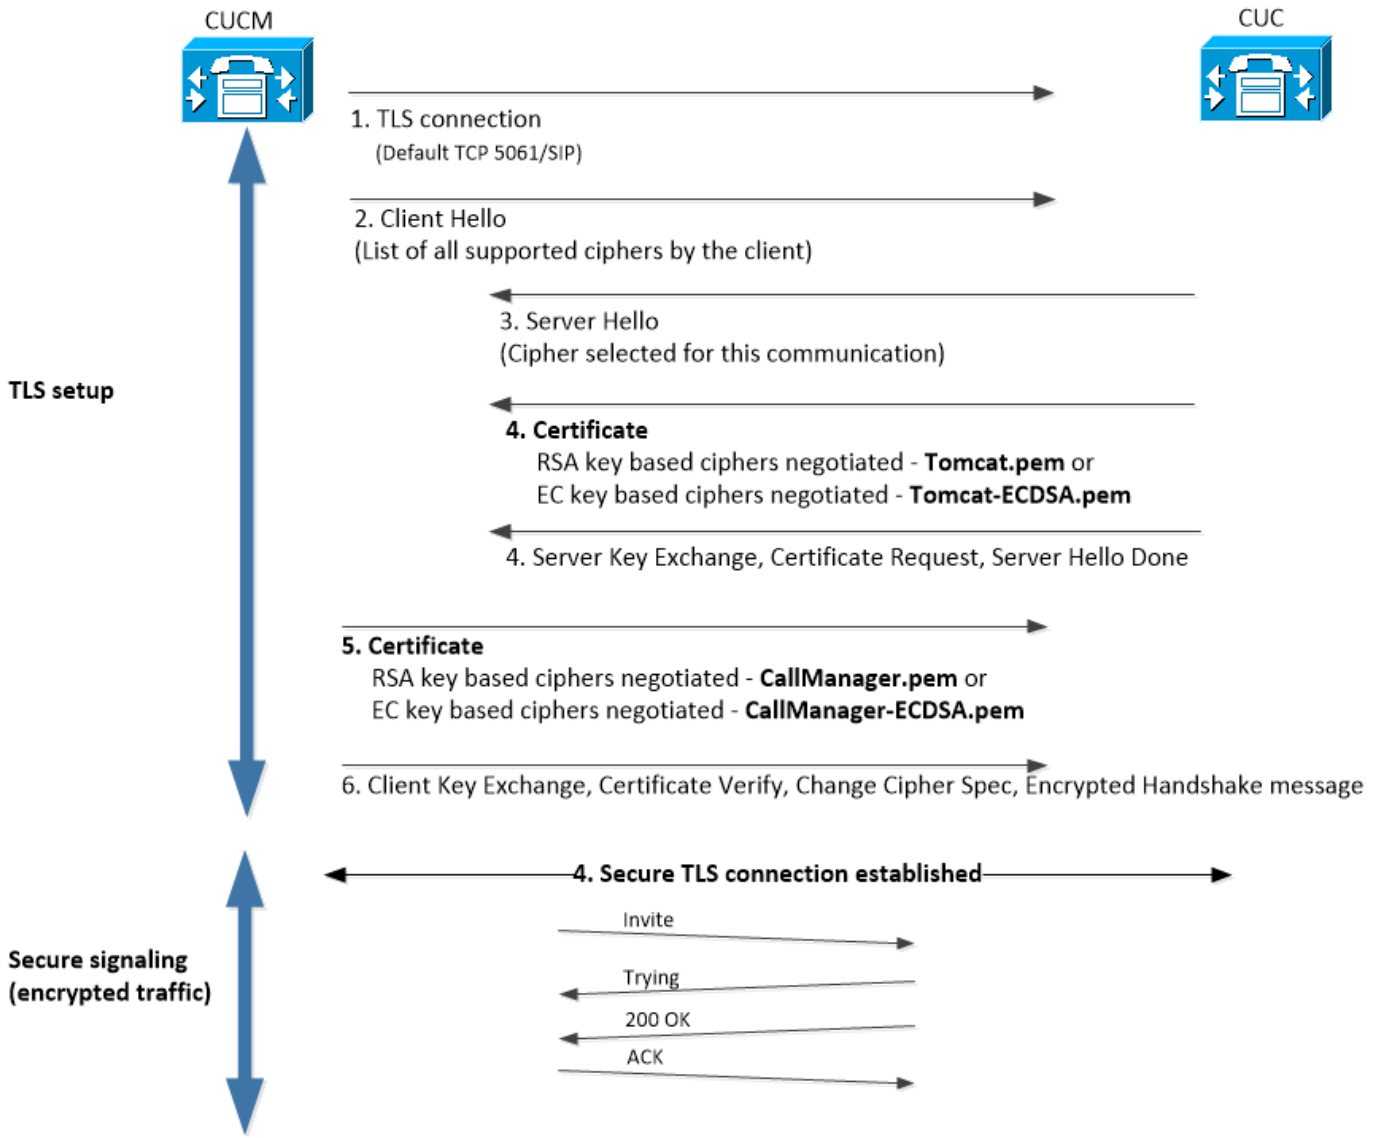 CUCM
CUC
1. TLS connection
(Default TCP 5061/SIP)
2. Client Hello
(List of all supported ciphers by the client)
3. Server Hello
(Cipher selected for this communication)
TLS setup
4. Certificate
RSA key based ciphers negotiated - Tomcat.pem or
EC key based ciphers negotiated - Tomcat-ECDSA.pem
4. Server Key Exchange, Certificate Request, Server Hello Done
5. Certificate
RSA key based ciphers negotiated - CallManager.pem or
EC key based ciphers negotiated - CallManager-ECDSA.pem
6. Client Key Exchange, Certificate Verify, Change Cipher Spec, Encrypted Handshake message
4. Secure TLS connection established
Invite
Secure signaling
(encrypted traffic)
Trying
200 OK
ACK